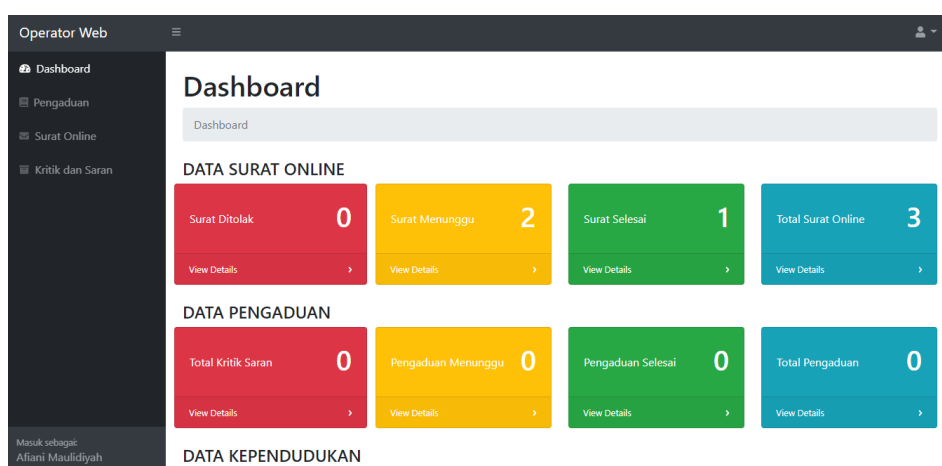 Operator Web
Dashboard
Pengaduan
Surat Online
Kritik dan Saran
Masuk sebagai:
Afiani Maulidiyah
Dashboard
Dashboard
DATA SURAT ONLINE
Surat Ditolak 0
View Details
Surat Menunggu 2
View Details
Surat Selesai 1
View Details
Total Surat Online 3
View Details
DATA PENGADUAN
Total Kritik Saran 0
View Details
Pengaduan Menunggu 0
View Details
Pengaduan Selesai 0
View Details
Total Pengaduan 0
View Details
DATA KEPENDUDUKAN